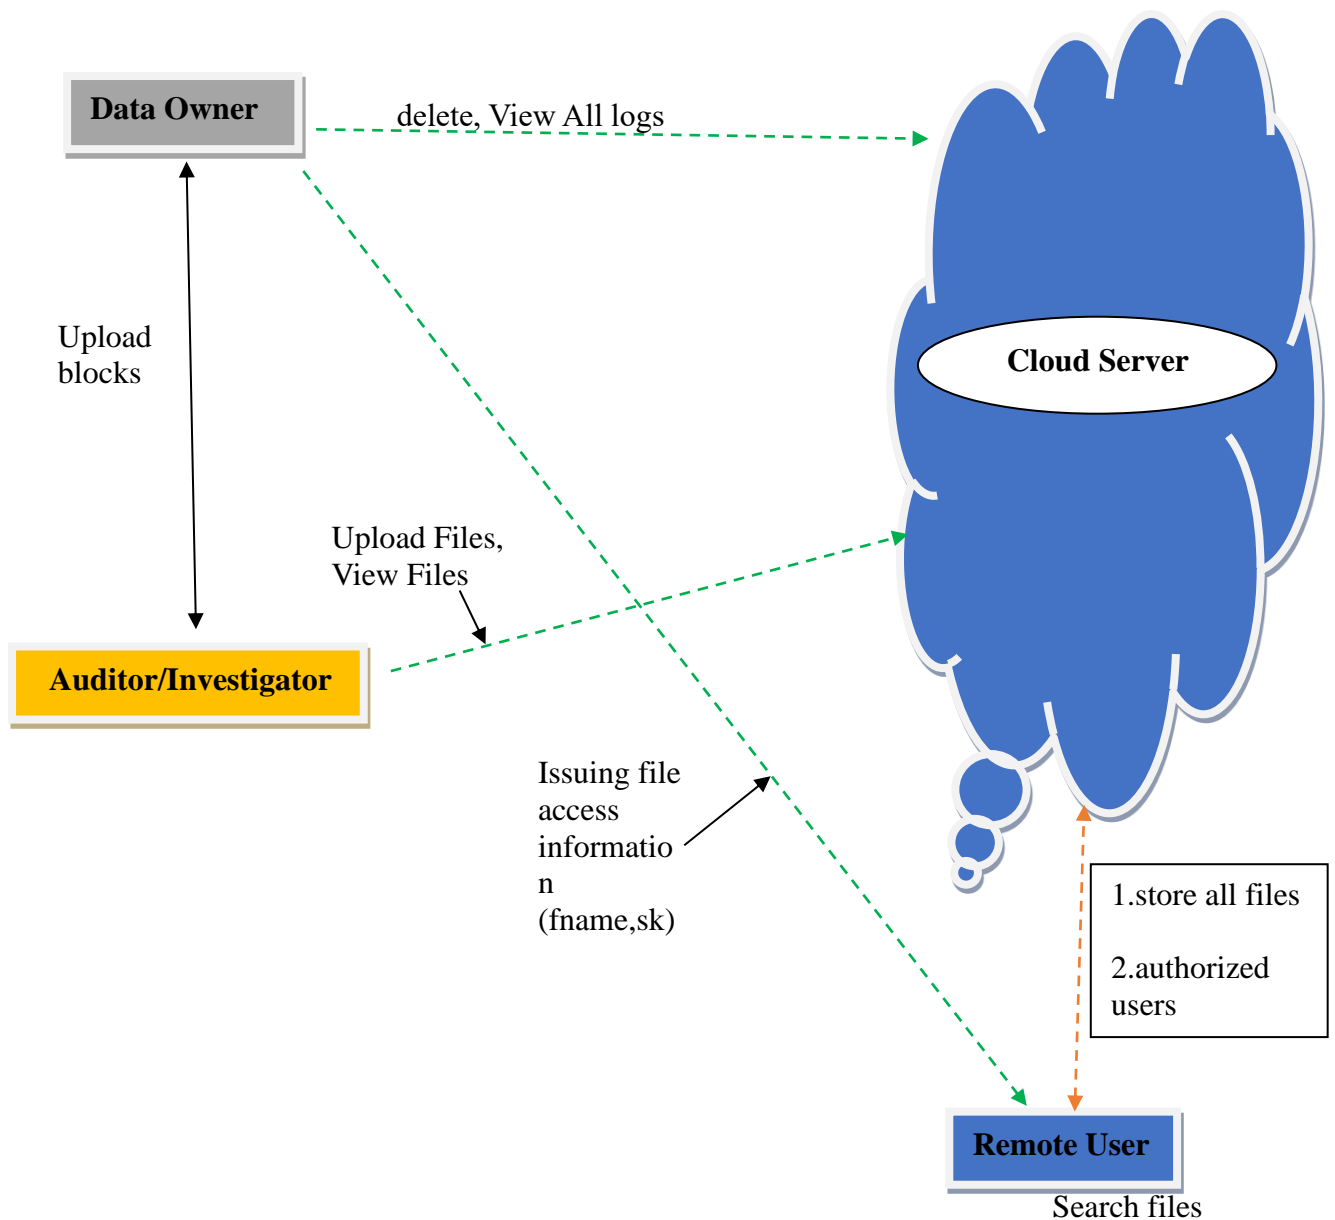 Data Owner
delete, View All logs
Upload
blocks
Cloud Server
Upload Files,
View Files
Auditor/Investigator
Issuing file
access
informatio
n
(fname,sk)
1.store all files
2.authorized
users
Remote User
Search files